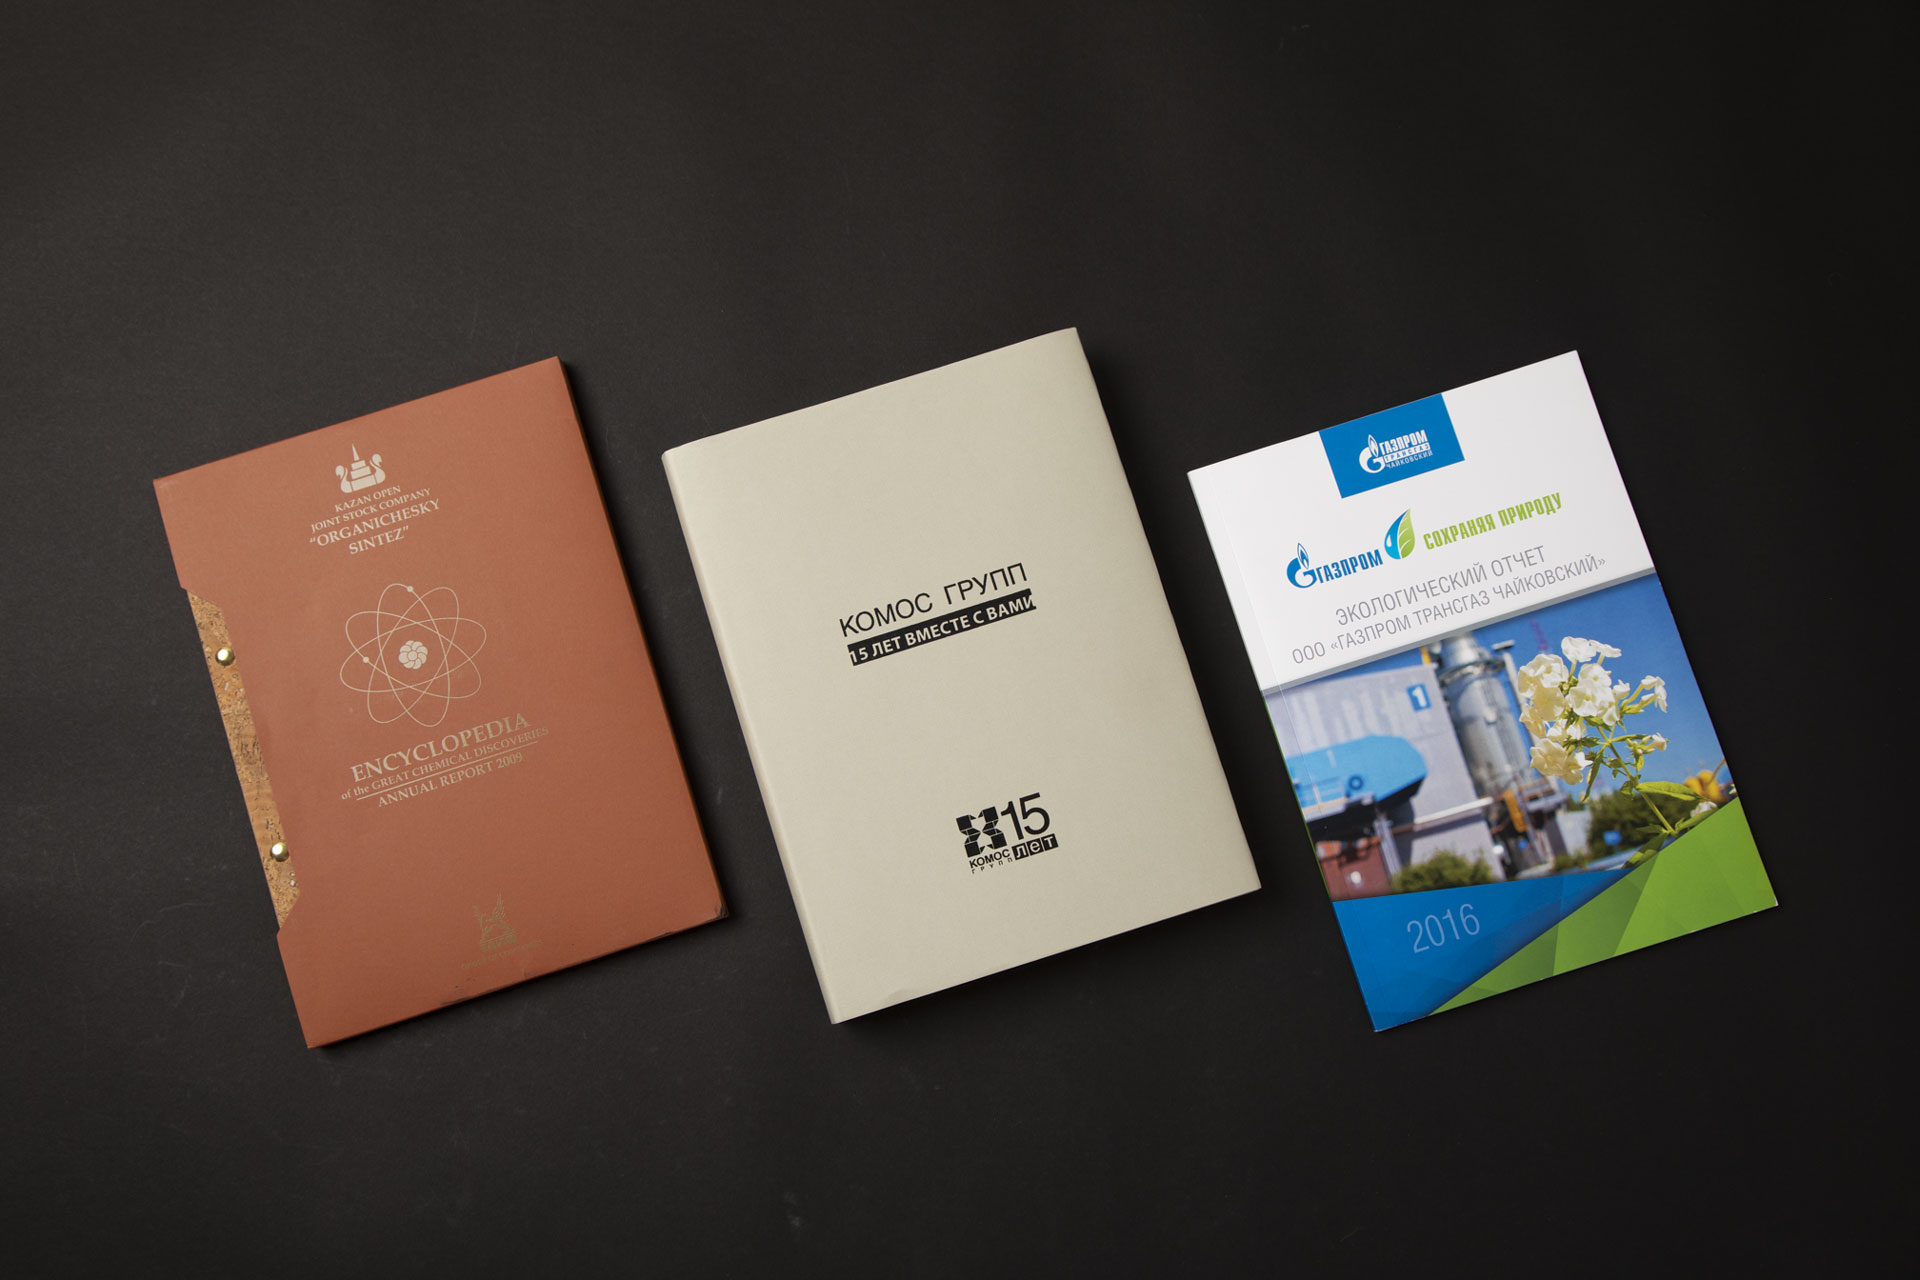 KAZAN OPEN
JOINT STOCK COMPANY
"ORGANICHESKY
SINTEZ"
ENCYCLOPEDIA
of the GREAT CHEMICAL DISCOVERIES
ANNUAL REPORT 2009
КОМОС ГРУПП
15 ЛЕТ ВМЕСТЕ С ВАМИ
15
КОМОС лет
ГРУПП
ГАЗПРОМ
ТРАНСГАЗ
ЧАЙКОВСКИЙ
ГАЗПРОМ СОХРАНЯЯ ПРИРОДУ
ЭКОЛОГИЧЕСКИЙ ОТЧЕТ
ООО «ГАЗПРОМ ТРАНСГАЗ ЧАЙКОВСКИЙ»
1
2016